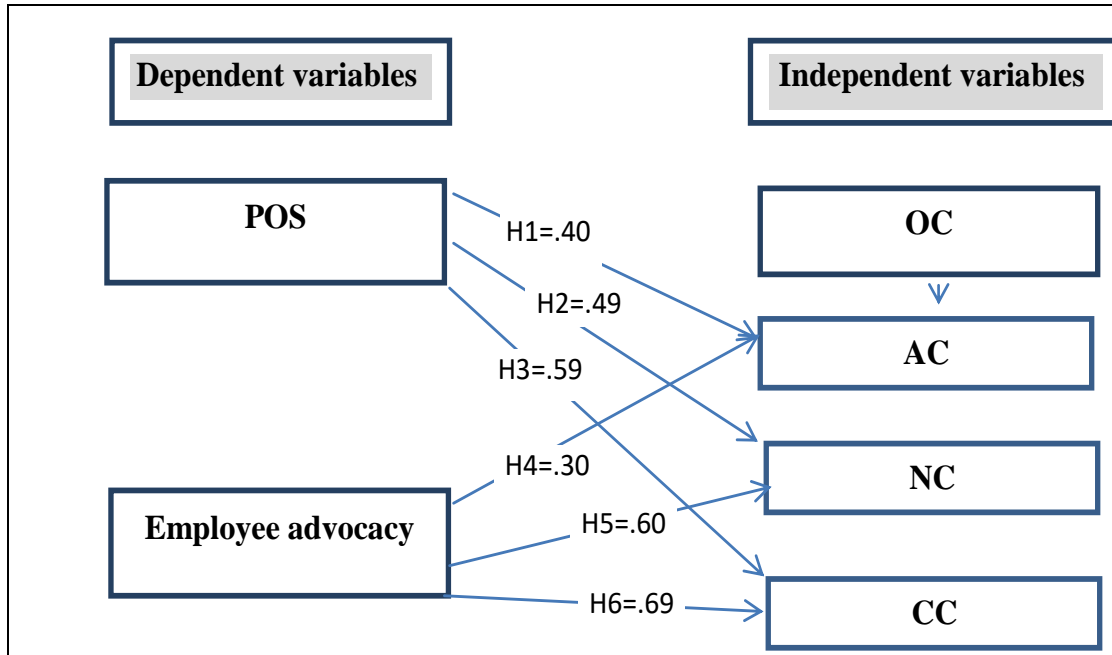 Dependent variables
Independent variables
POS
OC
H1=.40
H2=.49
AC
H3=.59
H4=.30
NC
Employee advocacy
H5=.60
H6=.69
CC